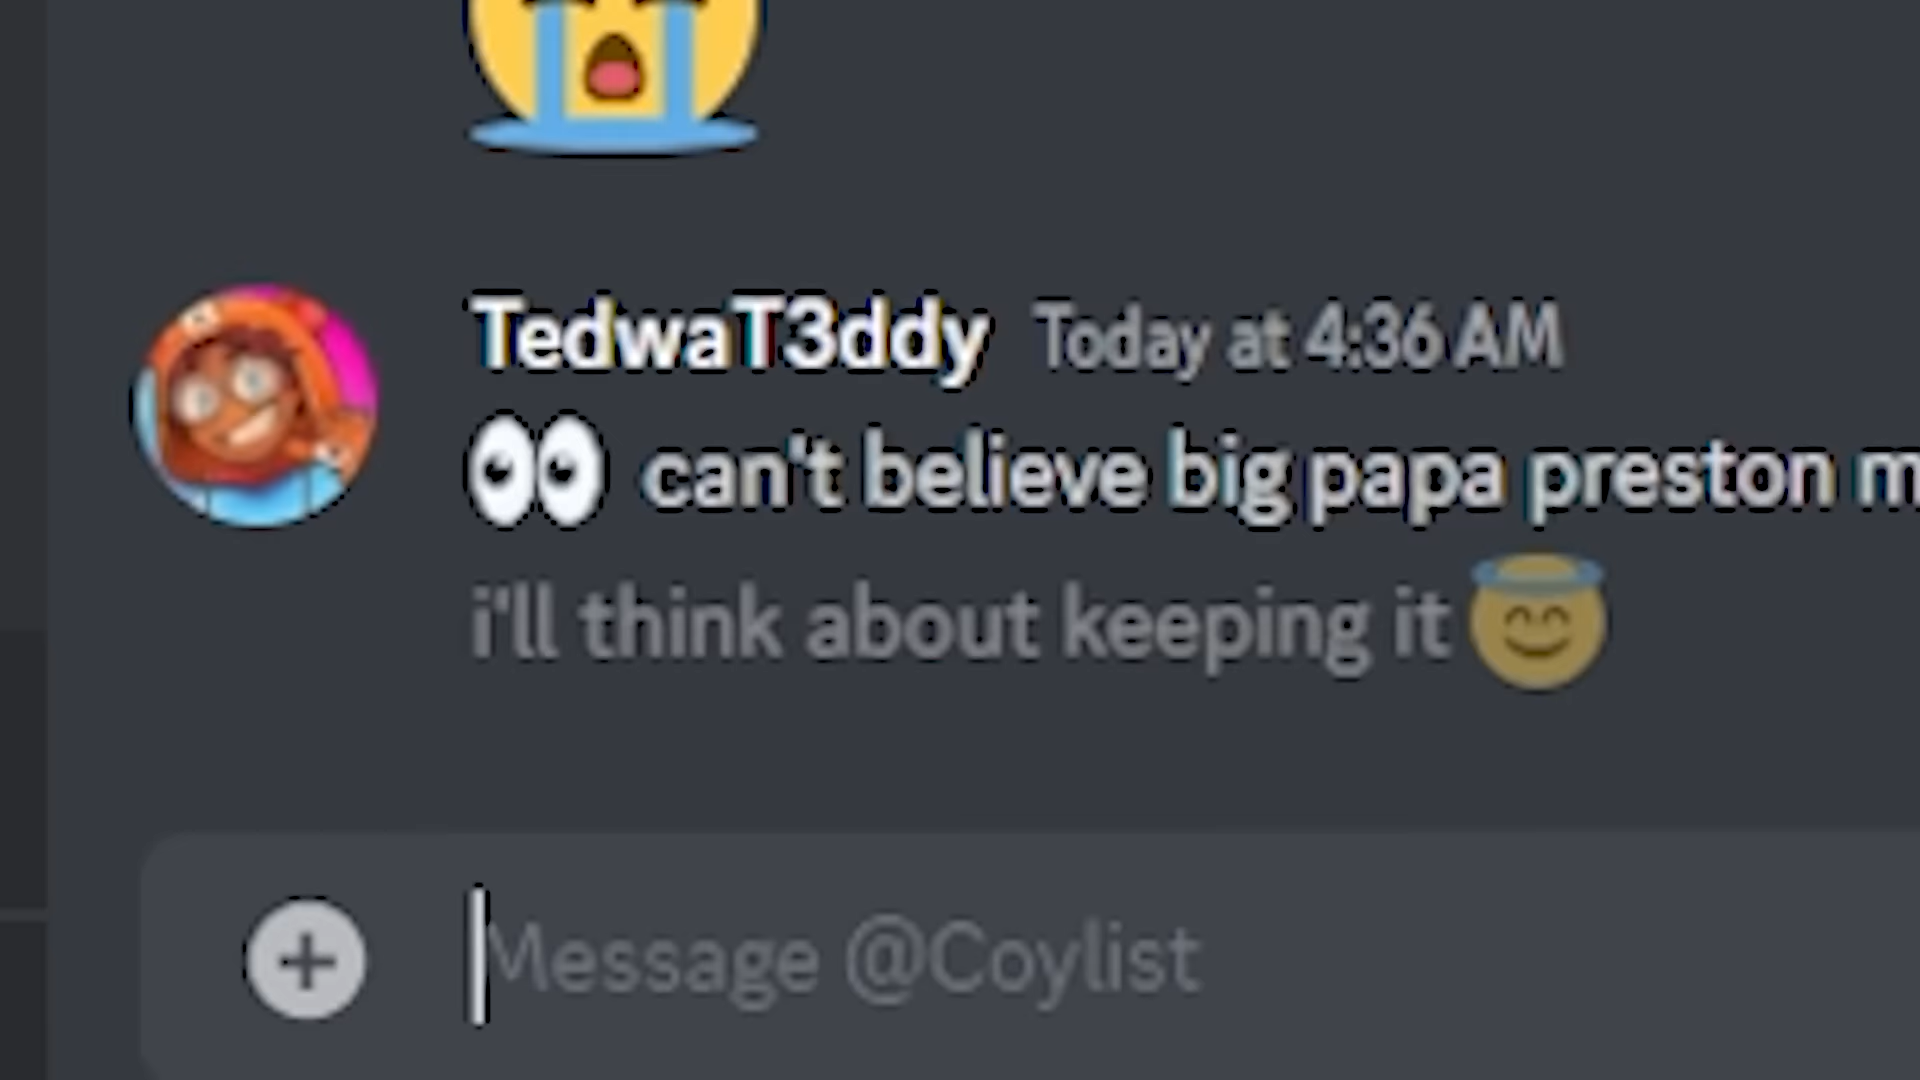 TedwaT3ddy Today at 4:36 AM
👀 can't believe big papa preston m
i'll think about keeping it 😇
Message @Coylist